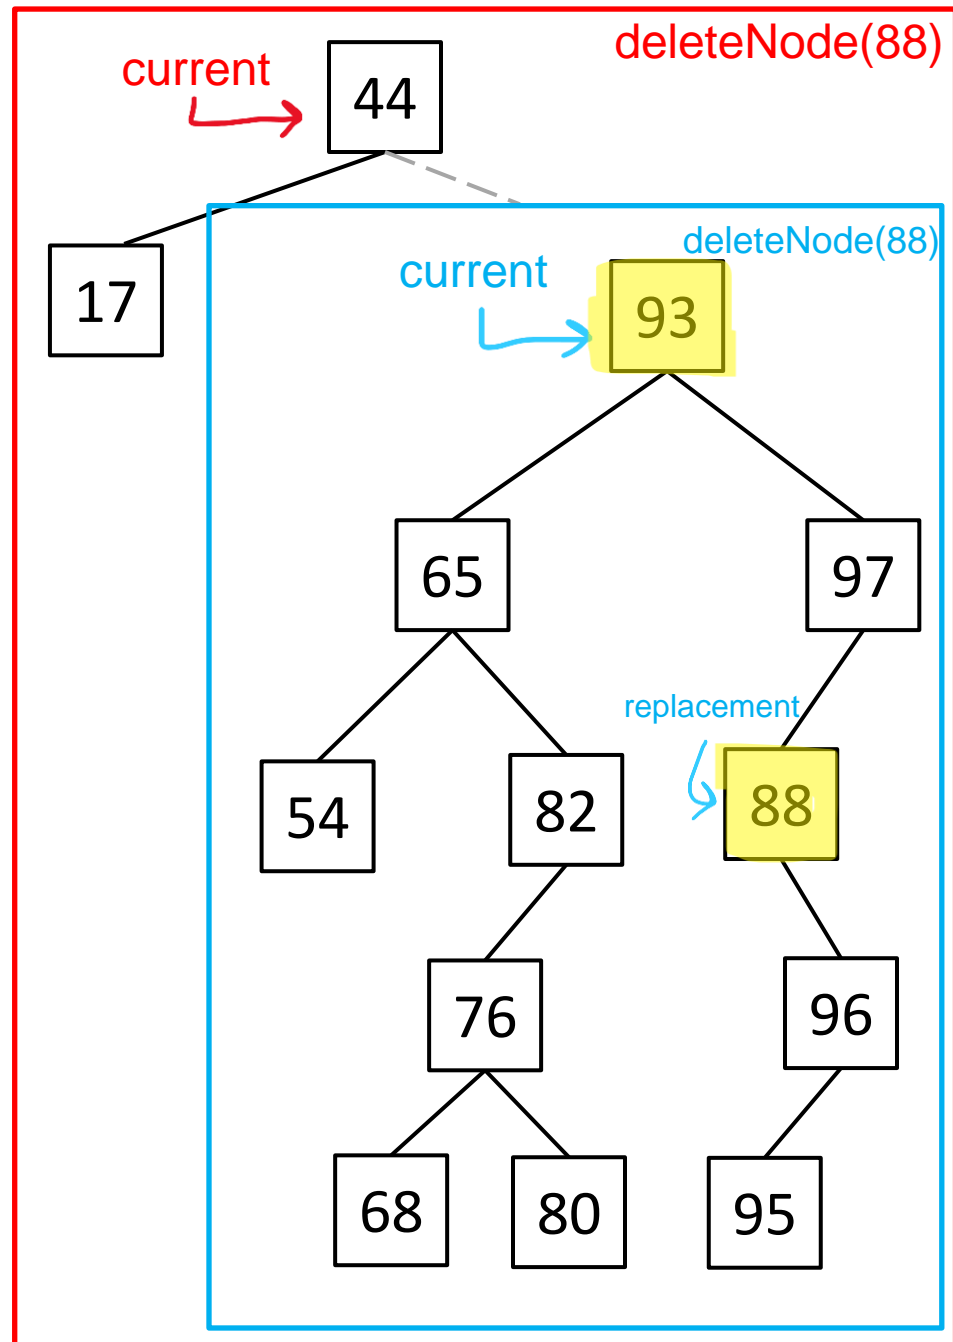 deleteNode(88)
current
44
deleteNode(88)
current
17
93
65
97
replacement
54
82
88
76
96
68
80
95